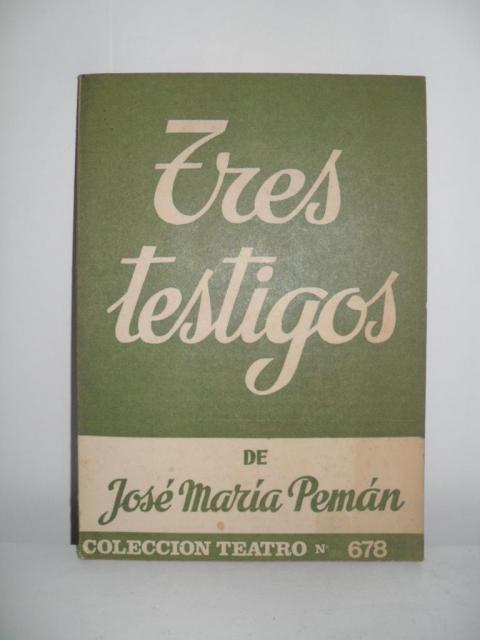 Tres
testigos
DE
José María Pemán
COLECCION TEATRO Nº 678